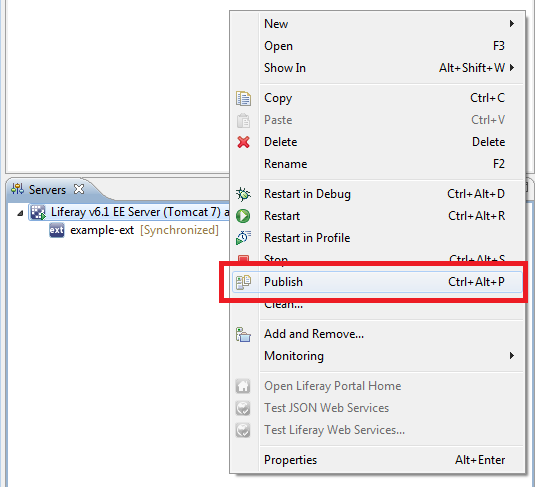 New
Open F3
Show In Alt+Shift+W
Copy Ctrl+C
Paste Ctrl+V
Delete Delete
Rename F2
Servers
Restart in Debug Ctrl+Alt+D
Liferay v6.1 EE Server (Tomcat 7) a
Restart Ctrl+Alt+R
ext example-ext [Synchronized]
Restart in Profile
Stop Ctrl+Alt+S
Publish Ctrl+Alt+P
Clean...
Add and Remove...
Monitoring
Open Liferay Portal Home
Test JSON Web Services
Test Liferay Web Services...
Properties Alt+Enter